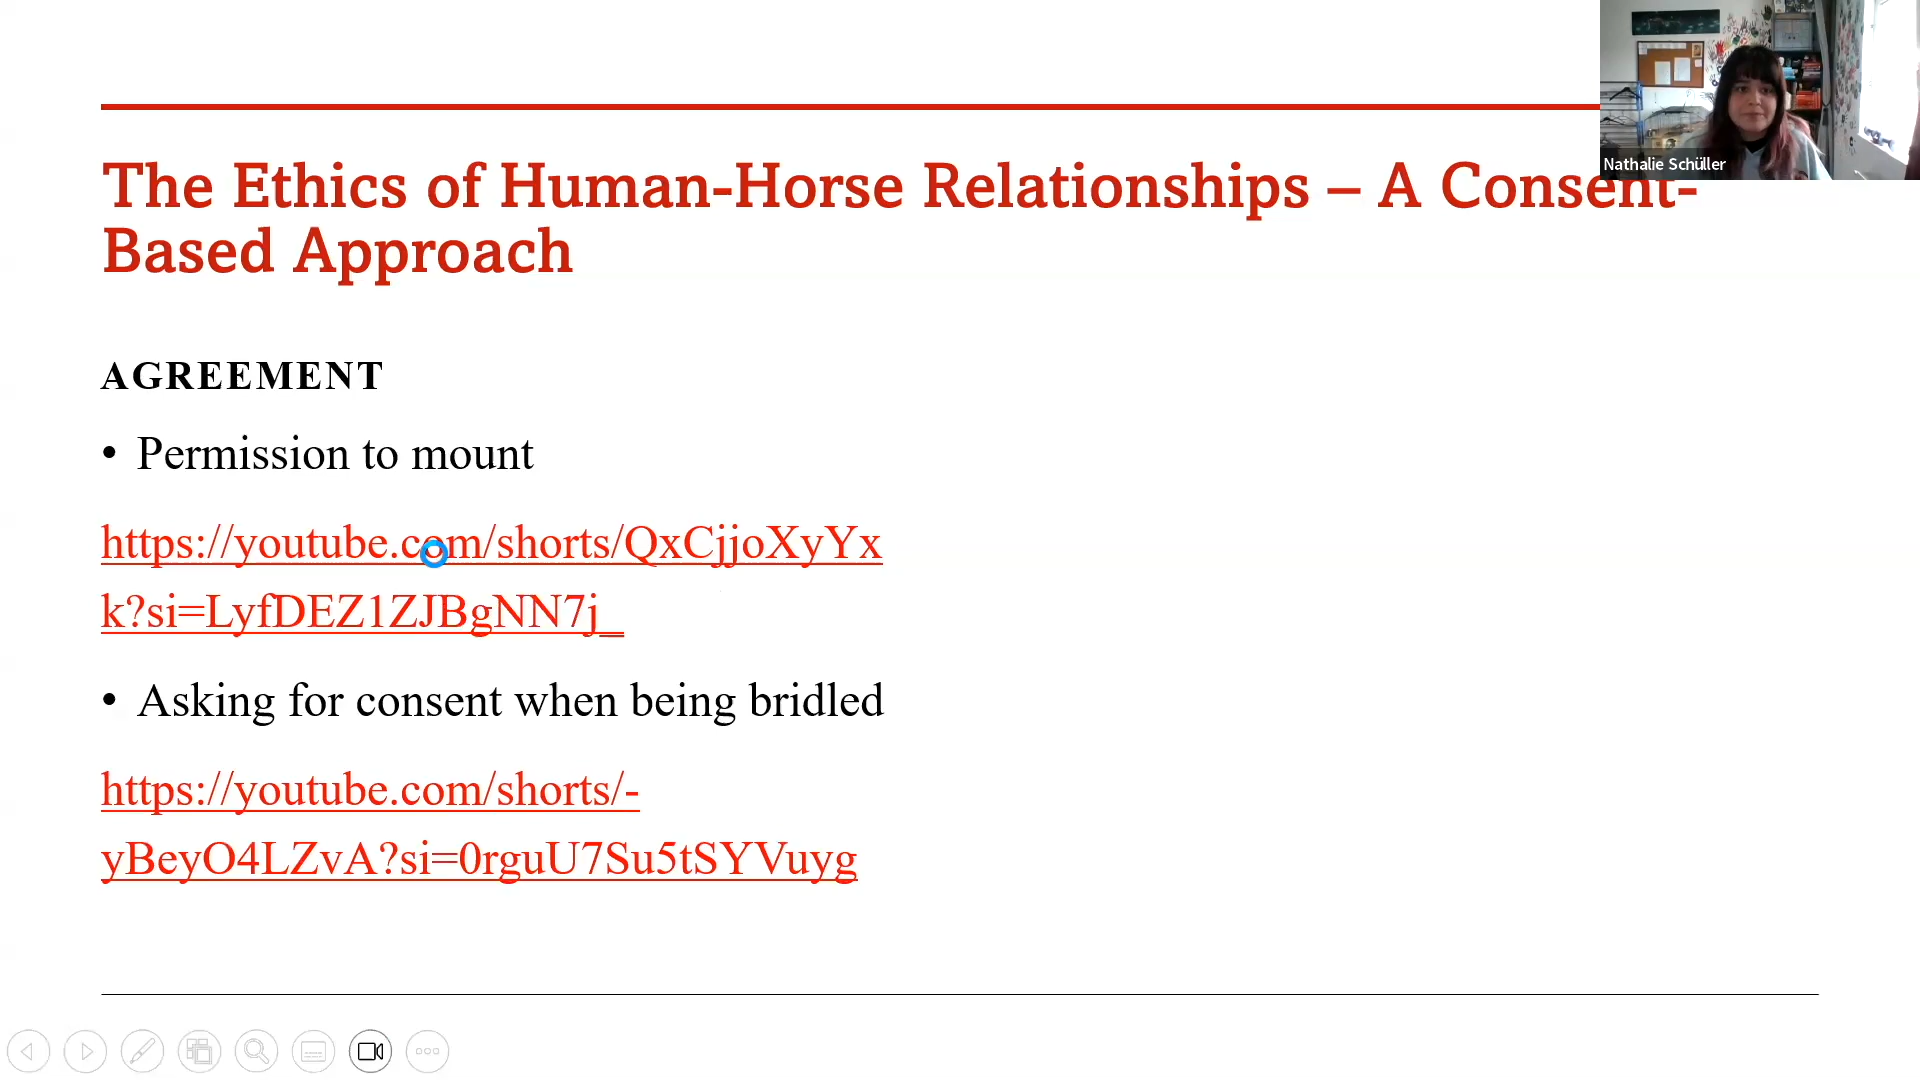 The Ethics of Human-Horse Relationships – A Consent-
Based Approach
Nathalie Schüller
AGREEMENT
• Permission to mount
https://youtube.com/shorts/QxCjjoXyYx
k?si=LyfDEZ1ZJBgNN7j_
• Asking for consent when being bridled
https://youtube.com/shorts/-
yBeyO4LZvA?si=0rguU7Su5tSYVuyg